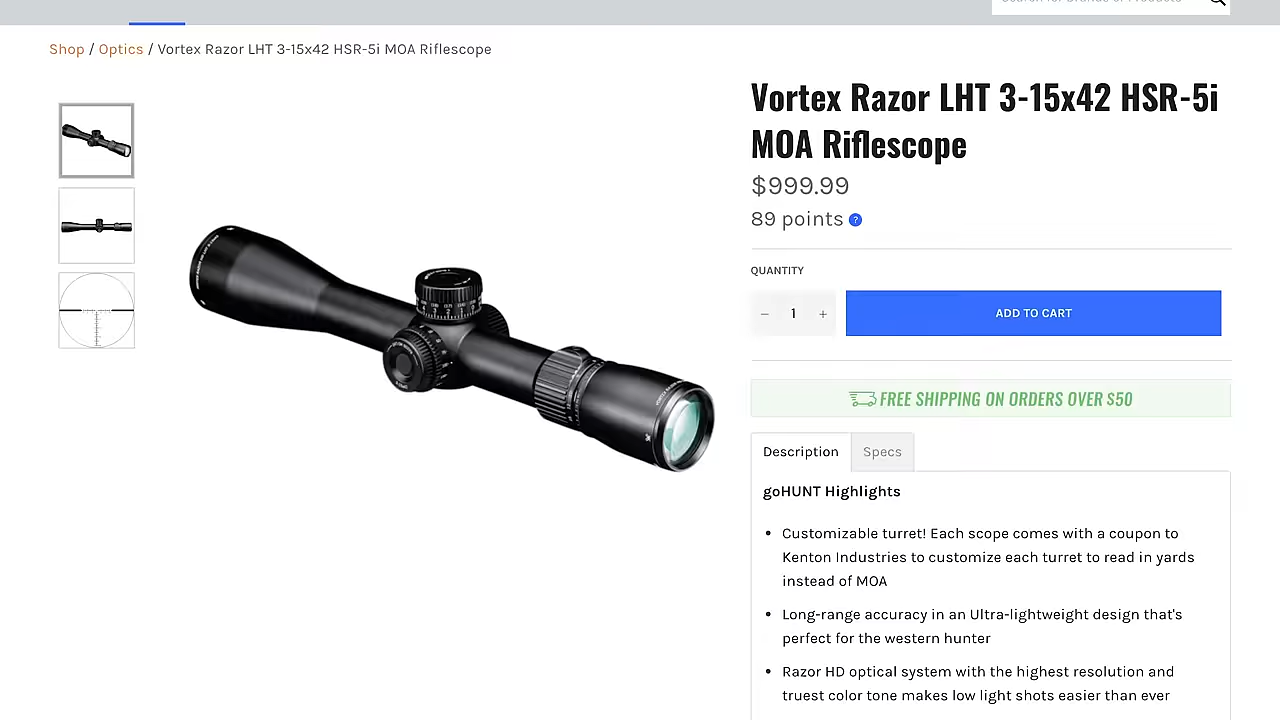 Shop / Optics / Vortex Razor LHT 3-15x42 HSR-5i MOA Riflescope
Vortex Razor LHT 3-15x42 HSR-5i
MOA Riflescope
$999.99
89 points ?
QUANTITY
− 1 +
ADD TO CART
FREE SHIPPING ON ORDERS OVER $50
Description
Specs
goHUNT Highlights
• Customizable turret! Each scope comes with a coupon to
Kenton Industries to customize each turret to read in yards
instead of MOA
• Long-range accuracy in an Ultra-lightweight design that's
perfect for the western hunter
• Razor HD optical system with the highest resolution and
truest color tone makes low light shots easier than ever